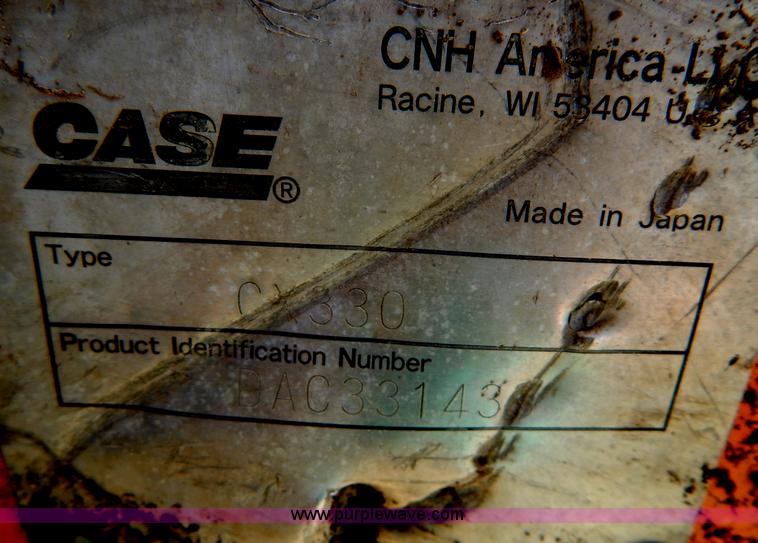 CNH America LLC
Racine, WI 53404 U.S.A.
CASE®
Made in Japan
Type
CX330
Product Identification Number
DAC33143
www.purplewave.com